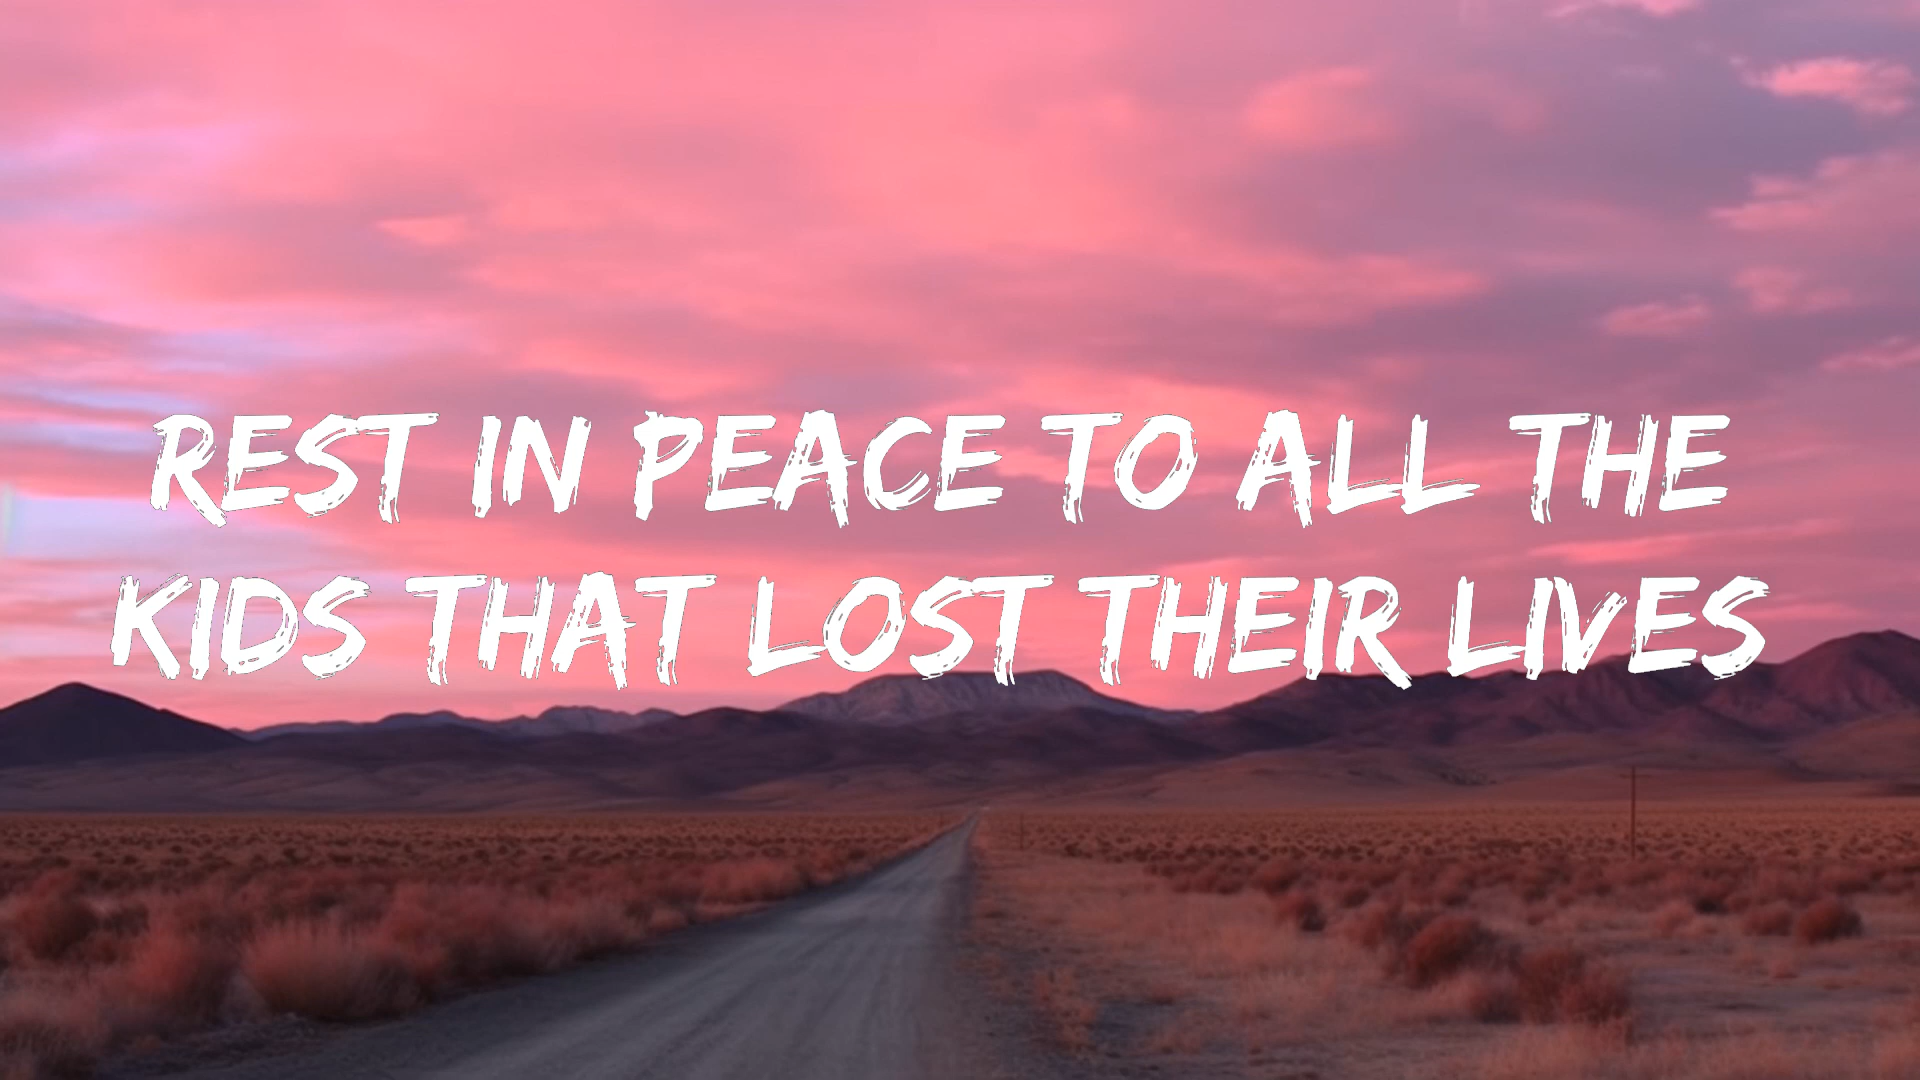 REST IN PEACE TO ALL THE
KIDS THAT LOST THEIR LIVES